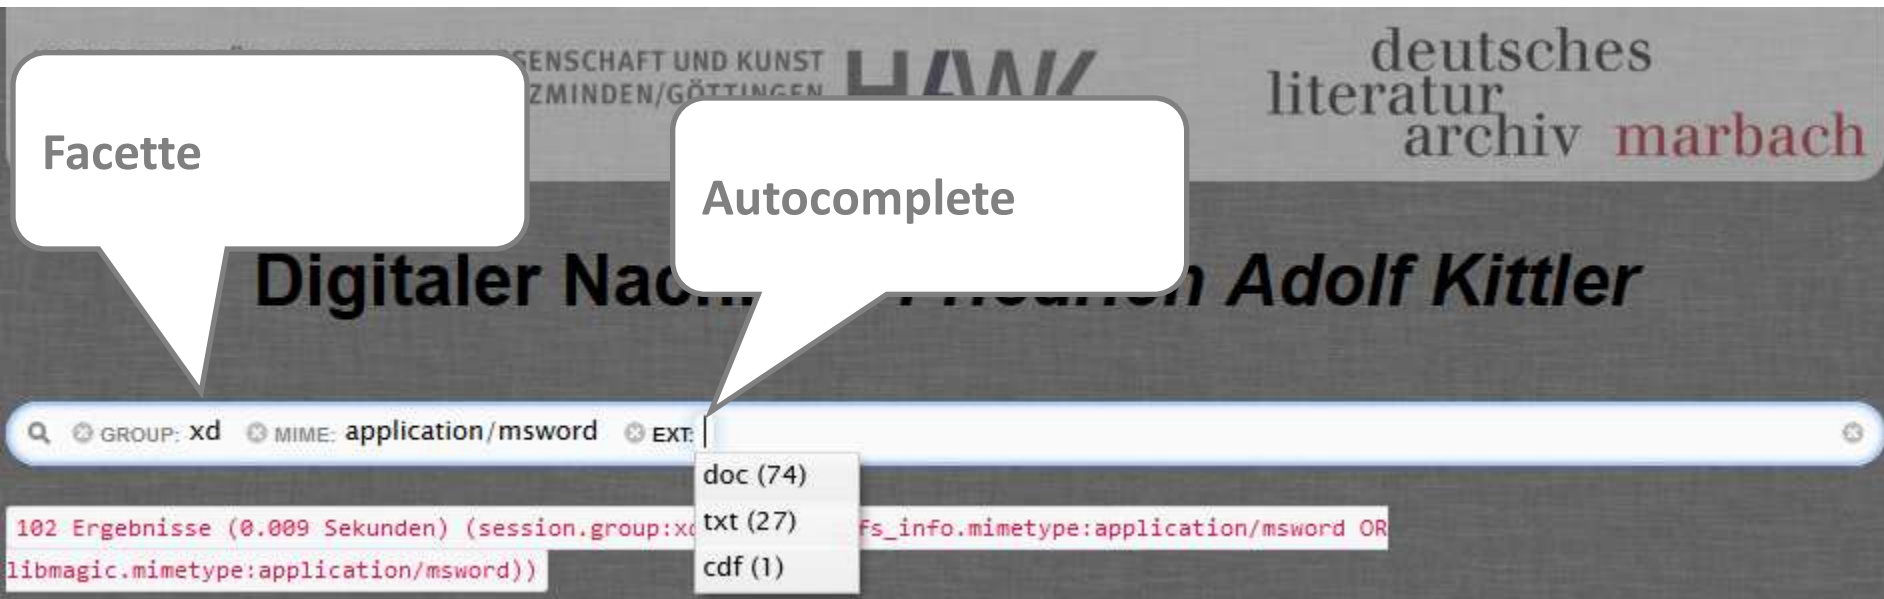 SENSCHAFT UND KUNST
ZMINDEN/GÖTTINGEN
HAWK
deutsches
literatur
archiv marbach
Facette
Autocomplete
Digitaler Adolf Kittler
GROUP: xd MIME: application/msword EXT:
doc (74)
txt (27)
cdf (1)
102 Ergebnisse (0.009 Sekunden) (session.group:xd fs_info.mimetype:application/msword OR
libmagic.mimetype:application/msword))